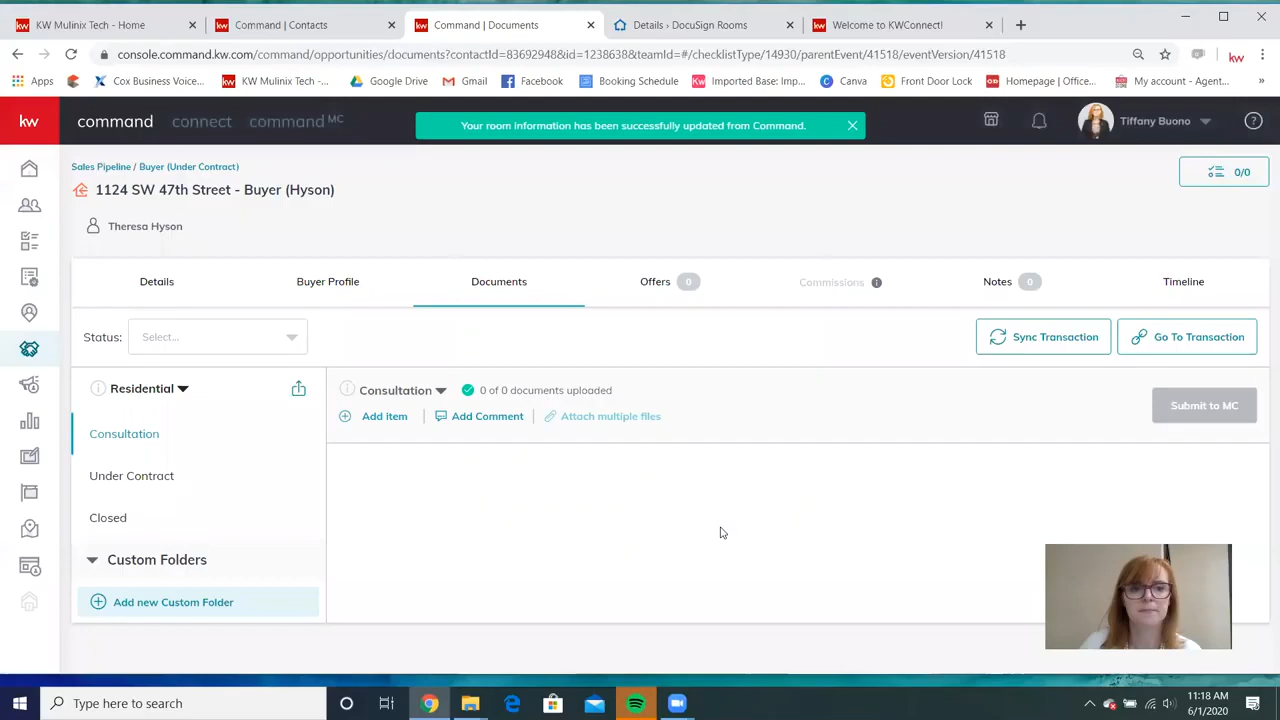 KW Mulinix Tech - Home
Command | Contacts
Command | Documents
Details › DocuSign Rooms
Welcome to KWConnect!
console.command.kw.com/command/opportunities/documents?contactId=83692948&id=1238638&teamId=#/checklistType/14930/parentEvent/41518/eventVersion/41518
Apps
Cox Business Voice...
KW Mulinix Tech -...
Google Drive
Gmail
Facebook
Booking Schedule
Imported Base: Imp...
Canva
Front Door Lock
Homepage | Office...
My account - Agent...
»
kw
command
connect
command MC
Your room information has been successfully updated from Command.
Tiffany Buono
Sales Pipeline / Buyer (Under Contract)
1124 SW 47th Street - Buyer (Hyson)
0/0
Theresa Hyson
Details
Buyer Profile
Documents
Offers 0
Commissions
Notes 0
Timeline
Status: Select...
Sync Transaction
Go To Transaction
Residential
Consultation
0 of 0 documents uploaded
Add item
Add Comment
Attach multiple files
Submit to MC
Consultation
Under Contract
Closed
Custom Folders
Add new Custom Folder
Type here to search
11:18 AM
6/1/2020